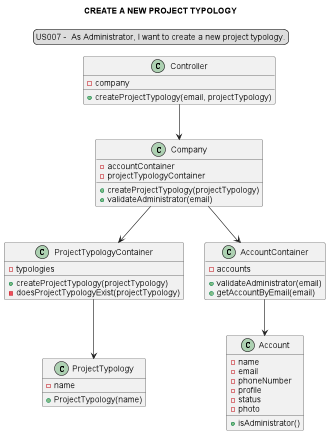 CREATE A NEW PROJECT TYPOLOGY
US007 - As Administrator, I want to create a new project typology.
C Controller
company
createProjectTypology(email, projectTypology)
C Company
accountContainer
projectTypologyContainer
createProjectTypology(projectTypology)
validateAdministrator(email)
C ProjectTypologyContainer
typologies
createProjectTypology(projectTypology)
doesProjectTypologyExist(projectTypology)
C AccountContainer
accounts
validateAdministrator(email)
getAccountByEmail(email)
C ProjectTypology
name
ProjectTypology(name)
C Account
name
email
phoneNumber
profile
status
photo
isAdministrator()